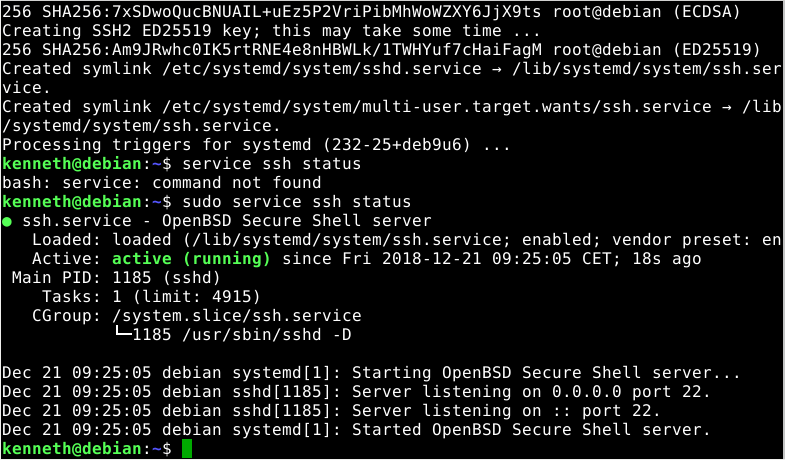 256 SHA256:7xSDwoQucBNUAIL+uEz5P2VriPibMhWoWZXY6JjX9ts root@debian (ECDSA)
Creating SSH2 ED25519 key; this may take some time ...
256 SHA256:Am9JRwhc0IK5rtRNE4e8nHBWLk/1TWHYuf7cHaiFagM root@debian (ED25519)
Created symlink /etc/systemd/system/sshd.service → /lib/systemd/system/ssh.ser
vice.
Created symlink /etc/systemd/system/multi-user.target.wants/ssh.service → /lib
/systemd/system/ssh.service.
Processing triggers for systemd (232-25+deb9u6) ...
kenneth@debian:~$ service ssh status
bash: service: command not found
kenneth@debian:~$ sudo service ssh status
● ssh.service - OpenBSD Secure Shell server
   Loaded: loaded (/lib/systemd/system/ssh.service; enabled; vendor preset: en
   Active: active (running) since Fri 2018-12-21 09:25:05 CET; 18s ago
 Main PID: 1185 (sshd)
    Tasks: 1 (limit: 4915)
   CGroup: /system.slice/ssh.service
           └─1185 /usr/sbin/sshd -D

Dec 21 09:25:05 debian systemd[1]: Starting OpenBSD Secure Shell server...
Dec 21 09:25:05 debian sshd[1185]: Server listening on 0.0.0.0 port 22.
Dec 21 09:25:05 debian sshd[1185]: Server listening on :: port 22.
Dec 21 09:25:05 debian systemd[1]: Started OpenBSD Secure Shell server.
kenneth@debian:~$